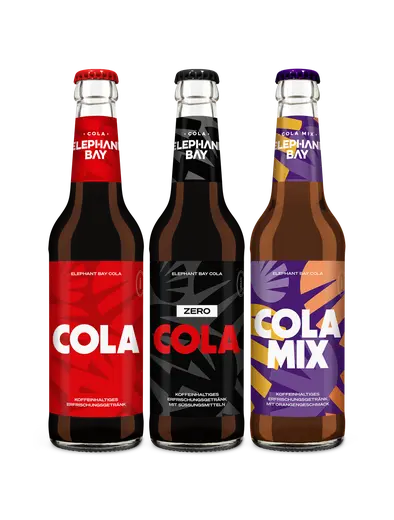 · COLA ·
ELEPHANT
BAY
ELEPHANT BAY COLA
COLA
KOFFEINHALTIGES
ERFRISCHUNGSGETRÄNK
· COLA ·
ELEPHANT
BAY
ELEPHANT BAY COLA
ZERO
COLA
KOFFEINHALTIGES
ERFRISCHUNGSGETRÄNK
MIT SÜSSUNGSMITTELN
· COLA MIX ·
ELEPHANT
BAY
ELEPHANT BAY COLA
COLA
MIX
KOFFEINHALTIGES
ERFRISCHUNGSGETRÄNK
MIT ORANGENGESCHMACK